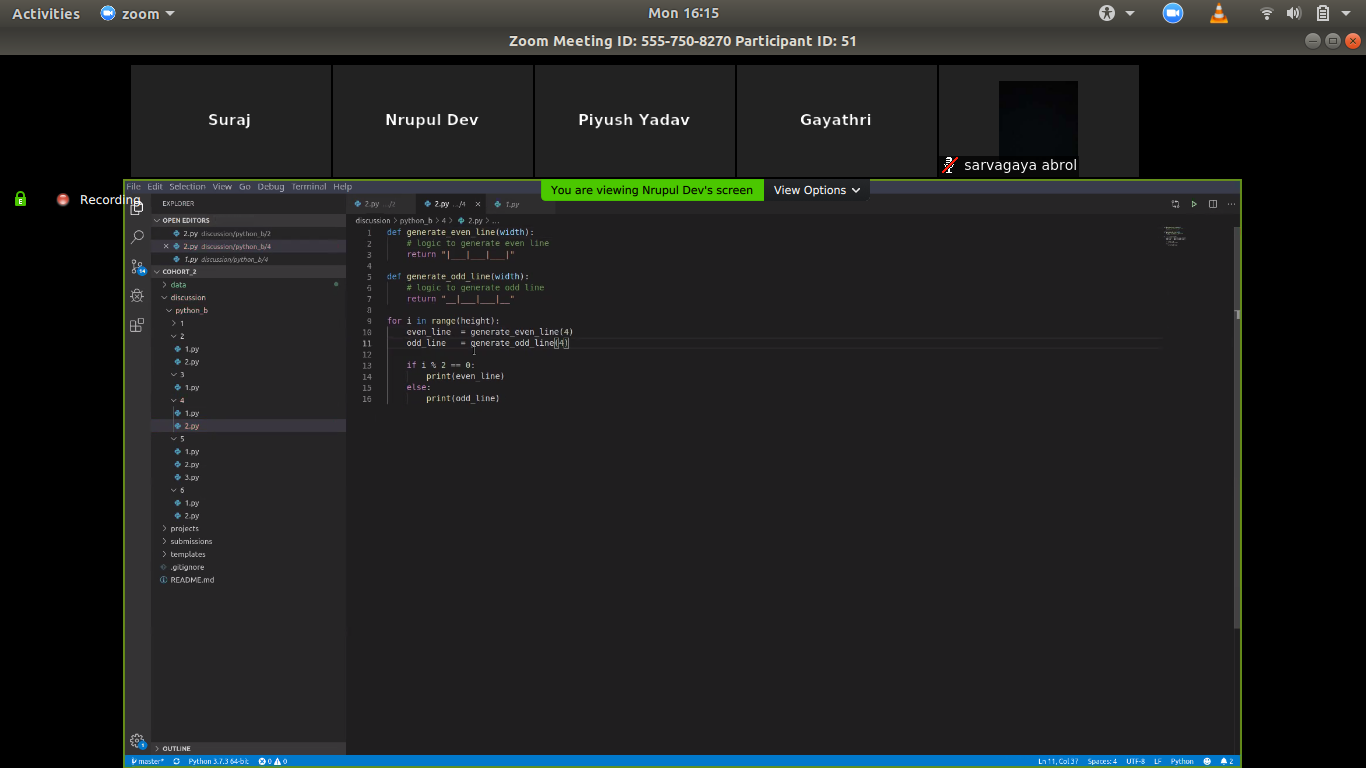 Activities zoom Mon 16:15
Zoom Meeting ID: 555-750-8270 Participant ID: 51
Suraj Nrupul Dev Piyush Yadav Gayathri
sarvagaya abrol
Recording
File Edit Selection View Go Debug Terminal Help
You are viewing Nrupul Dev's screen View Options
EXPLORER
2.py .../2 2.py .../4 1.py
OPEN EDITORS
discussion > python_b > 4 > 2.py > ...
2.py discussion/python_b/2
2.py discussion/python_b/4
1.py discussion/python_b/4
COHORT_2
data
discussion
python_b
1
2
1.py
2.py
3
1.py
4
1.py
2.py
5
1.py
2.py
3.py
6
1.py
2.py
projects
submissions
templates
.gitignore
README.md
OUTLINE
1 def generate_even_line(width):
2 # logic to generate even line
3 return "|___|___|___|"
4
5 def generate_odd_line(width):
6 # logic to generate odd line
7 return "__|___|___|__"
8
9 for i in range(height):
10 even_line = generate_even_line(4)
11 odd_line = generate_odd_line(4)
12
13 if i % 2 == 0:
14 print(even_line)
15 else:
16 print(odd_line)
master* Python 3.7.3 64-bit 0 0 Ln 11, Col 37 Spaces: 4 UTF-8 LF Python 2